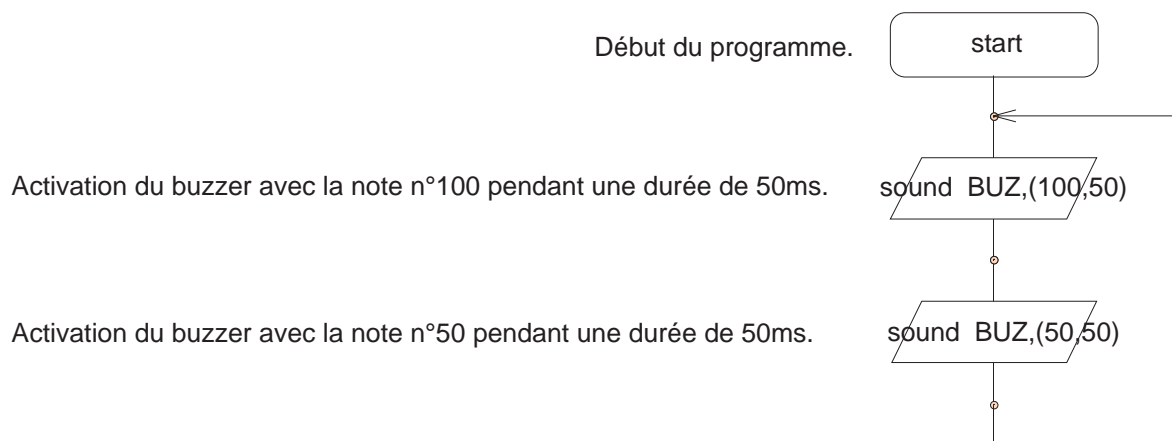 Début du programme.
start
Activation du buzzer avec la note n°100 pendant une durée de 50ms.
sound BUZ,(100,50)
Activation du buzzer avec la note n°50 pendant une durée de 50ms.
sound BUZ,(50,50)